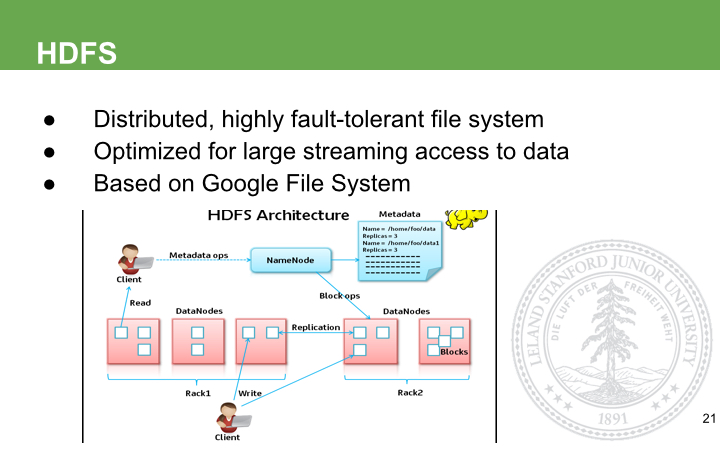 HDFS
● Distributed, highly fault-tolerant file system
● Optimized for large streaming access to data
● Based on Google File System
HDFS Architecture
Metadata
Name = /home/foo/data
Replicas = 3
Name = /home/foo/data1
Replicas = 3
Metadata ops
NameNode
Client
Read
Block ops
DataNodes
DataNodes
Replication
Blocks
Rack1
Write
Rack2
Client
LELAND STANFORD JUNIOR UNIVERSITY
DIE LUFT DER FREIHEIT WEHT
1891
21